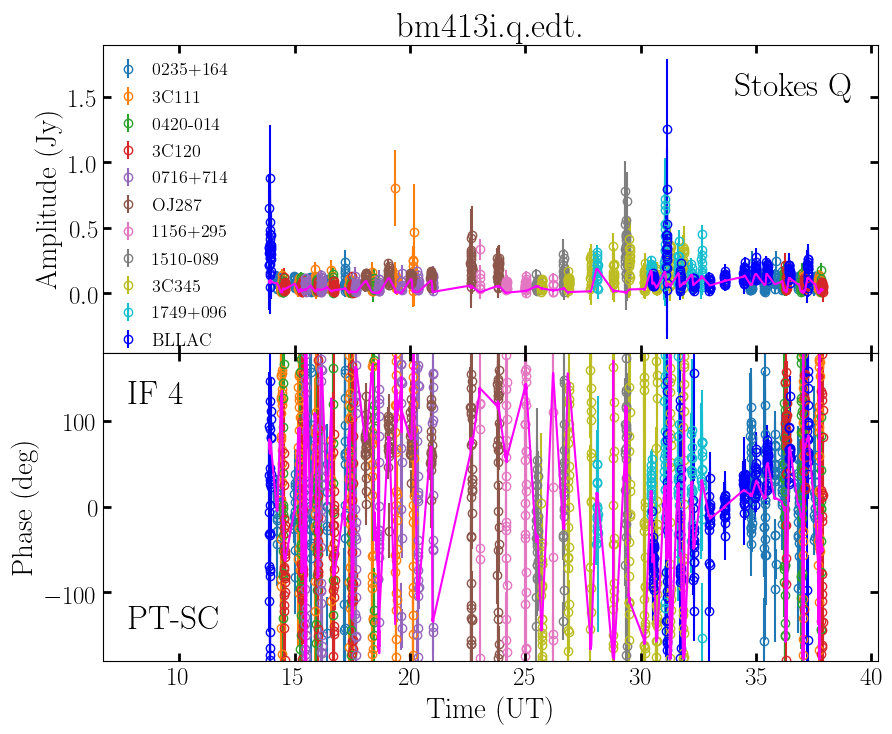 bm413i.q.edt.
Stokes Q
0235+164
3C111
0420-014
3C120
0716+714
OJ287
1156+295
1510-089
3C345
1749+096
BLLAC
Amplitude (Jy)
1.5
1.0
0.5
0.0
IF 4
PT-SC
Phase (deg)
100
0
−100
10
15
20
25
30
35
40
Time (UT)